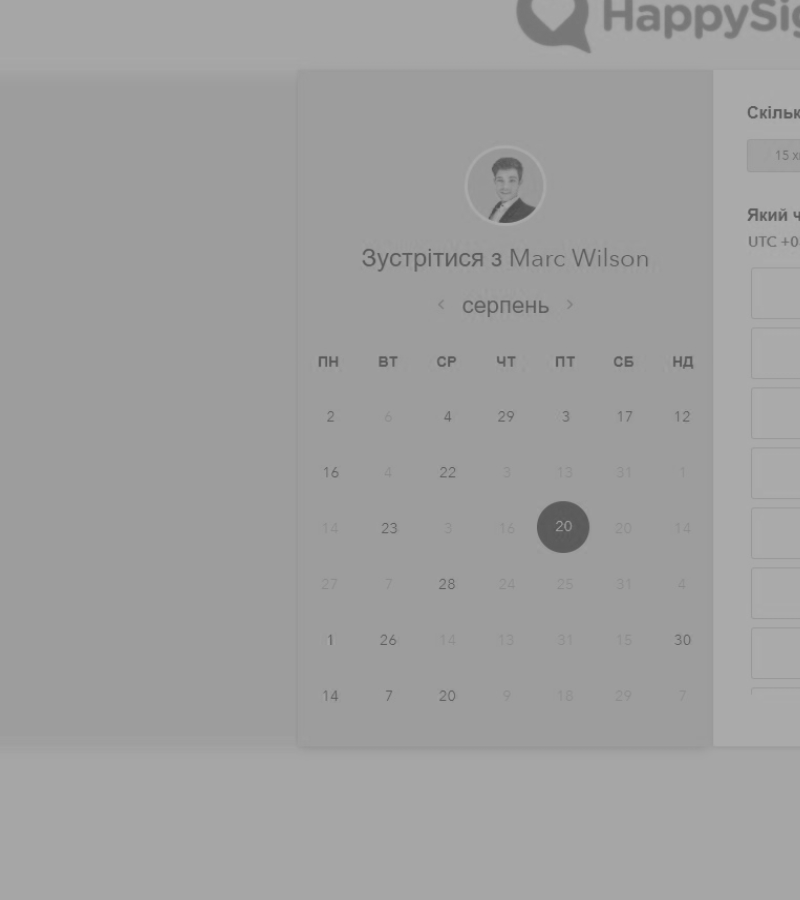 HappySig
Зустрітися з Marc Wilson
< серпень >
ПН ВТ СР ЧТ ПТ СБ НД
2 6 4 29 3 17 12
16 4 22 3 13 31 1
14 23 3 16 20 20 14
27 7 28 24 25 31 4
1 26 14 13 31 15 30
14 7 20 9 18 29 7
Скільк
15 х
Який ч
UTC +0